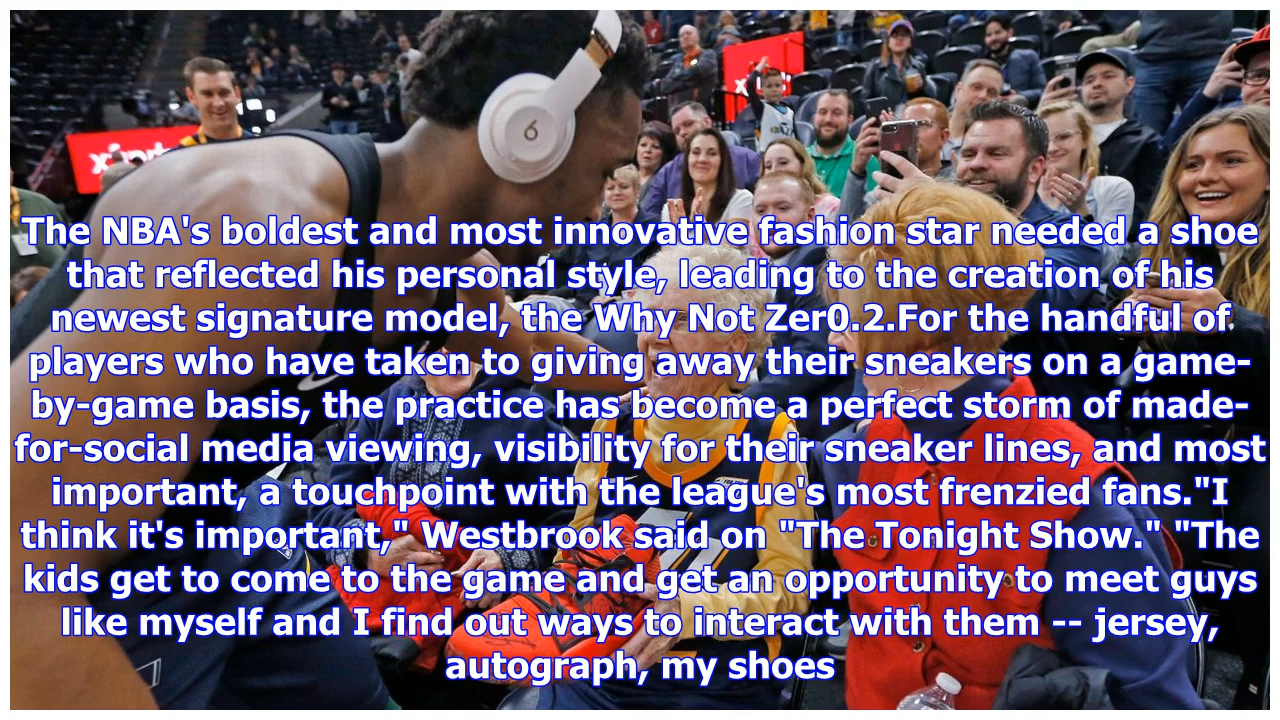 The NBA's boldest and most innovative fashion star needed a shoe
that reflected his personal style, leading to the creation of his
newest signature model, the Why Not Zer0.2.For the handful of
players who have taken to giving away their sneakers on a game-
by-game basis, the practice has become a perfect storm of made-
for-social media viewing, visibility for their sneaker lines, and most
important, a touchpoint with the league's most frenzied fans."I
think it's important," Westbrook said on "The Tonight Show." "The
kids get to come to the game and get an opportunity to meet guys
like myself and I find out ways to interact with them -- jersey,
autograph, my shoes